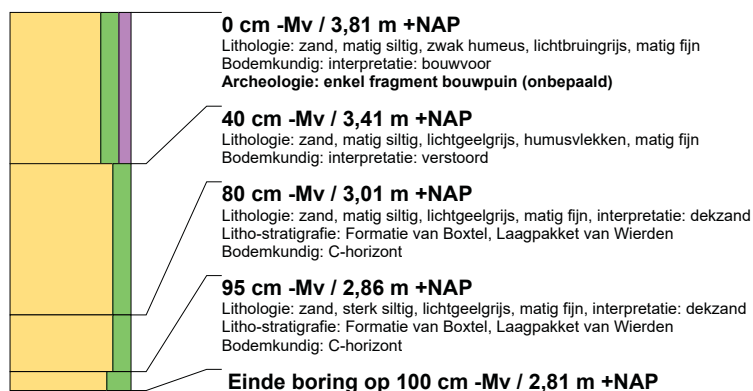 0 cm -Mv / 3,81 m +NAP
Lithologie: zand, matig siltig, zwak humeus, lichtbruingrijs, matig fijn
Bodemkundig: interpretatie: bouwvoor
Archeologie: enkel fragment bouwpuin (onbepaald)
40 cm -Mv / 3,41 m +NAP
Lithologie: zand, matig siltig, lichtgeelgrijs, humusvlekken, matig fijn
Bodemkundig: interpretatie: verstoord
80 cm -Mv / 3,01 m +NAP
Lithologie: zand, matig siltig, lichtgeelgrijs, matig fijn, interpretatie: dekzand
Litho-stratigrafie: Formatie van Boxtel, Laagpakket van Wierden
Bodemkundig: C-horizont
95 cm -Mv / 2,86 m +NAP
Lithologie: zand, sterk siltig, lichtgeelgrijs, matig fijn, interpretatie: dekzand
Litho-stratigrafie: Formatie van Boxtel, Laagpakket van Wierden
Bodemkundig: C-horizont
Einde boring op 100 cm -Mv / 2,81 m +NAP